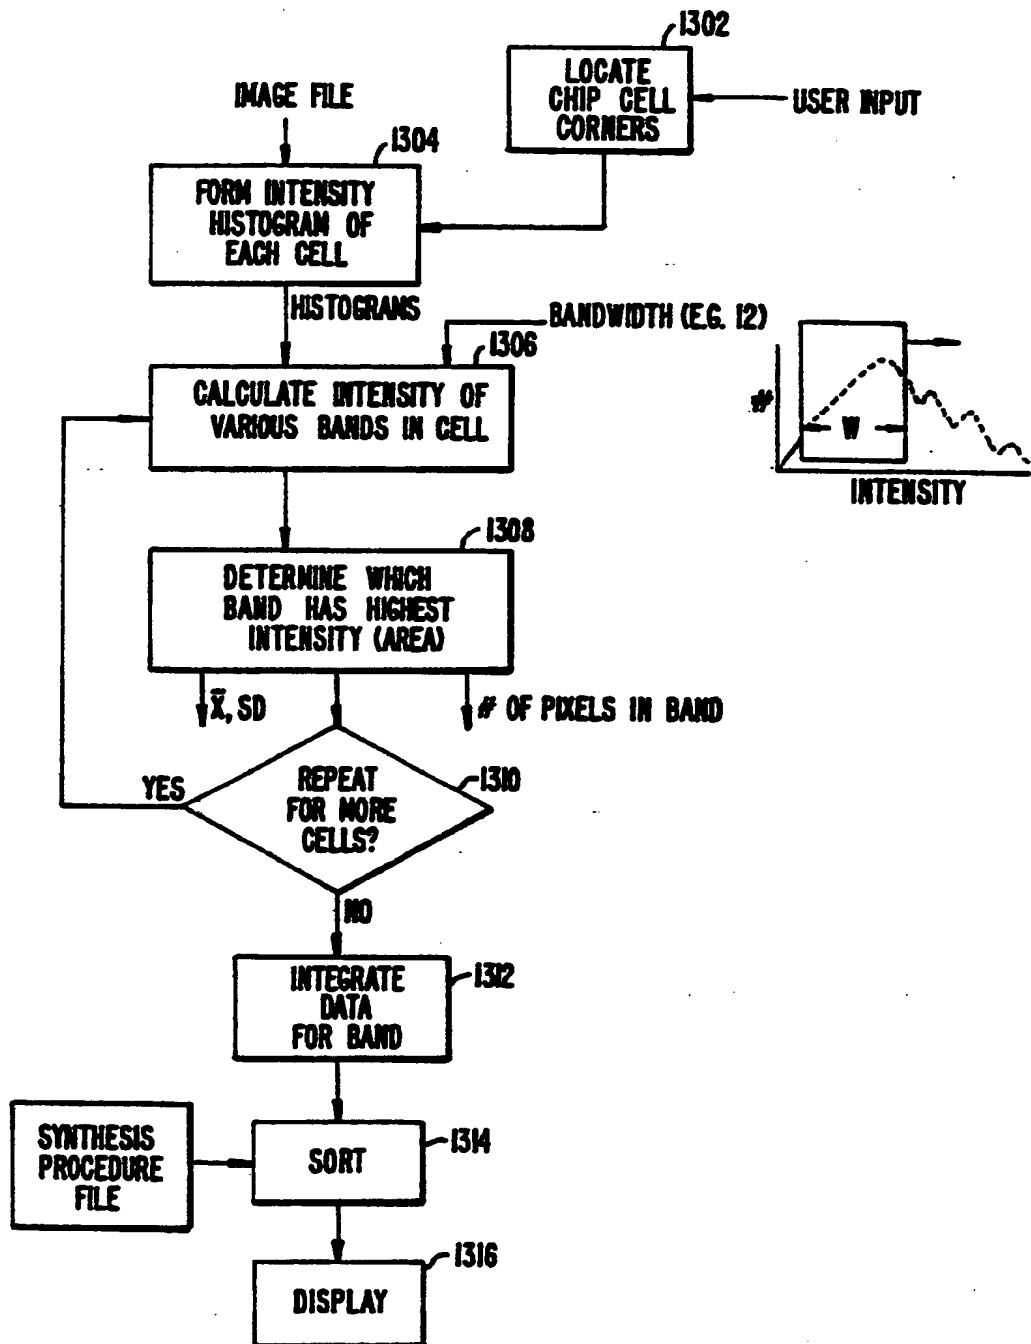 1302
LOCATE
CHIP CELL
CORNERS
USER INPUT
IMAGE FILE
1304
FORM INTENSITY
HISTOGRAM OF
EACH CELL
HISTOGRANS
BANDWIDTH (E.G. 12)
1306
CALCULATE INTENSITY OF
VARIOUS BANDS IN CELL
#
W
INTENSITY
1308
DETERMINE WHICH
BAND HAS HIGHEST
INTENSITY (AREA)
X̄, SD
# OF PIXELS IN BAND
1310
REPEAT
FOR MORE
CELLS?
YES
NO
1312
INTEGRATE
DATA
FOR BAND
SYNTHESIS
PROCEDURE
FILE
1314
SORT
1316
DISPLAY